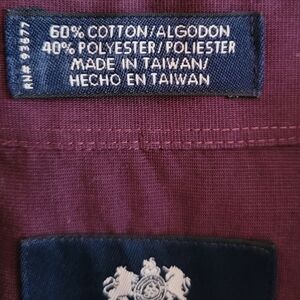 60% COTTON/ALGODON
40% POLYESTER/POLIESTER
MADE IN TAIWAN/
HECHO EN TAIWAN
RN# 93677